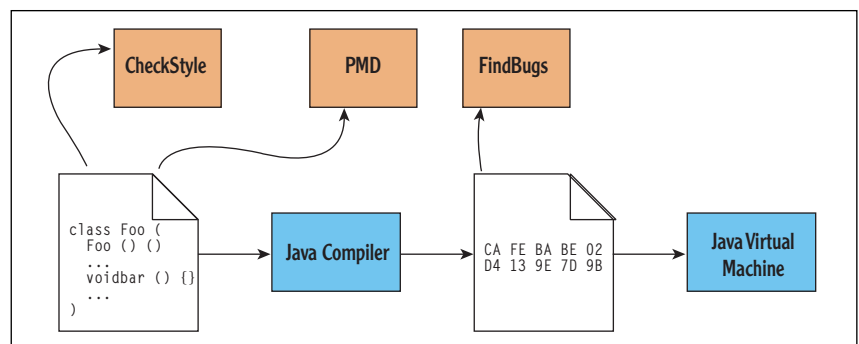 CheckStyle
PMD
FindBugs
class Foo (
Foo () ()
...
voidbar () {}
...
)
Java Compiler
CA FE BA BE 02
D4 13 9E 7D 9B
Java Virtual
Machine